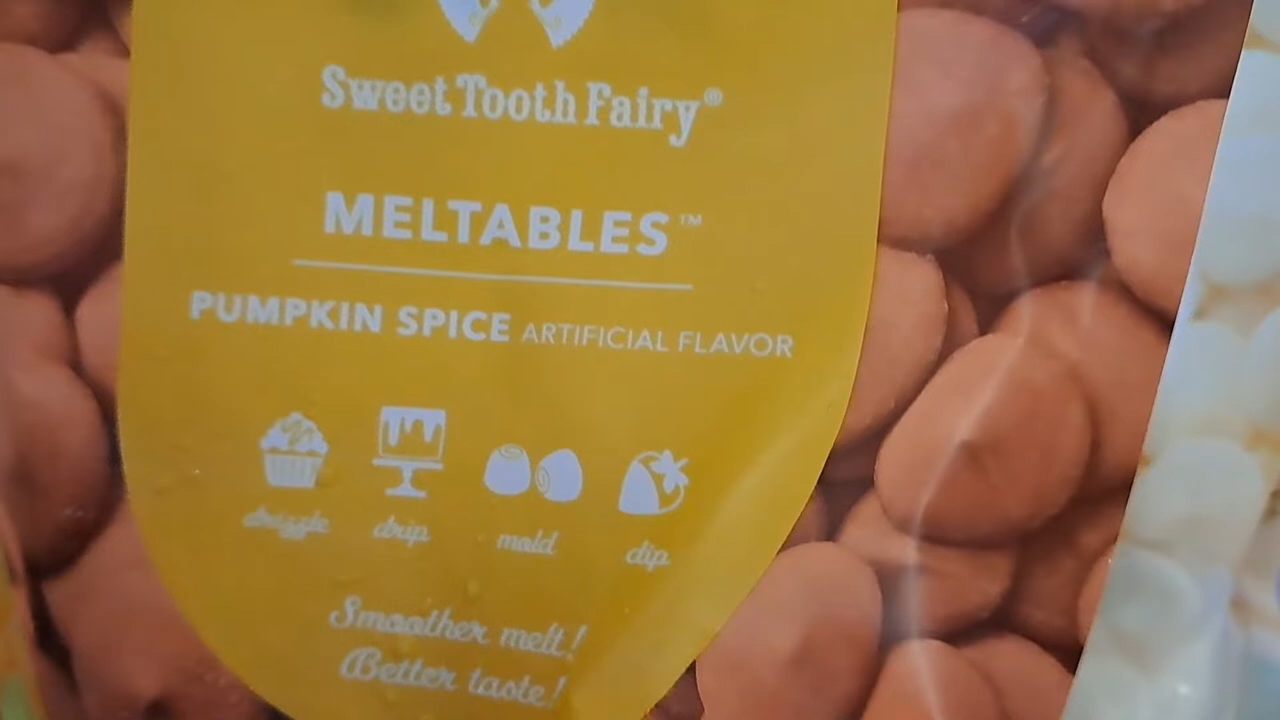 Sweet Tooth Fairy®
MELTABLES™
PUMPKIN SPICE ARTIFICIAL FLAVOR
drizzle drip mold dip
Smoother melt!
Better taste!